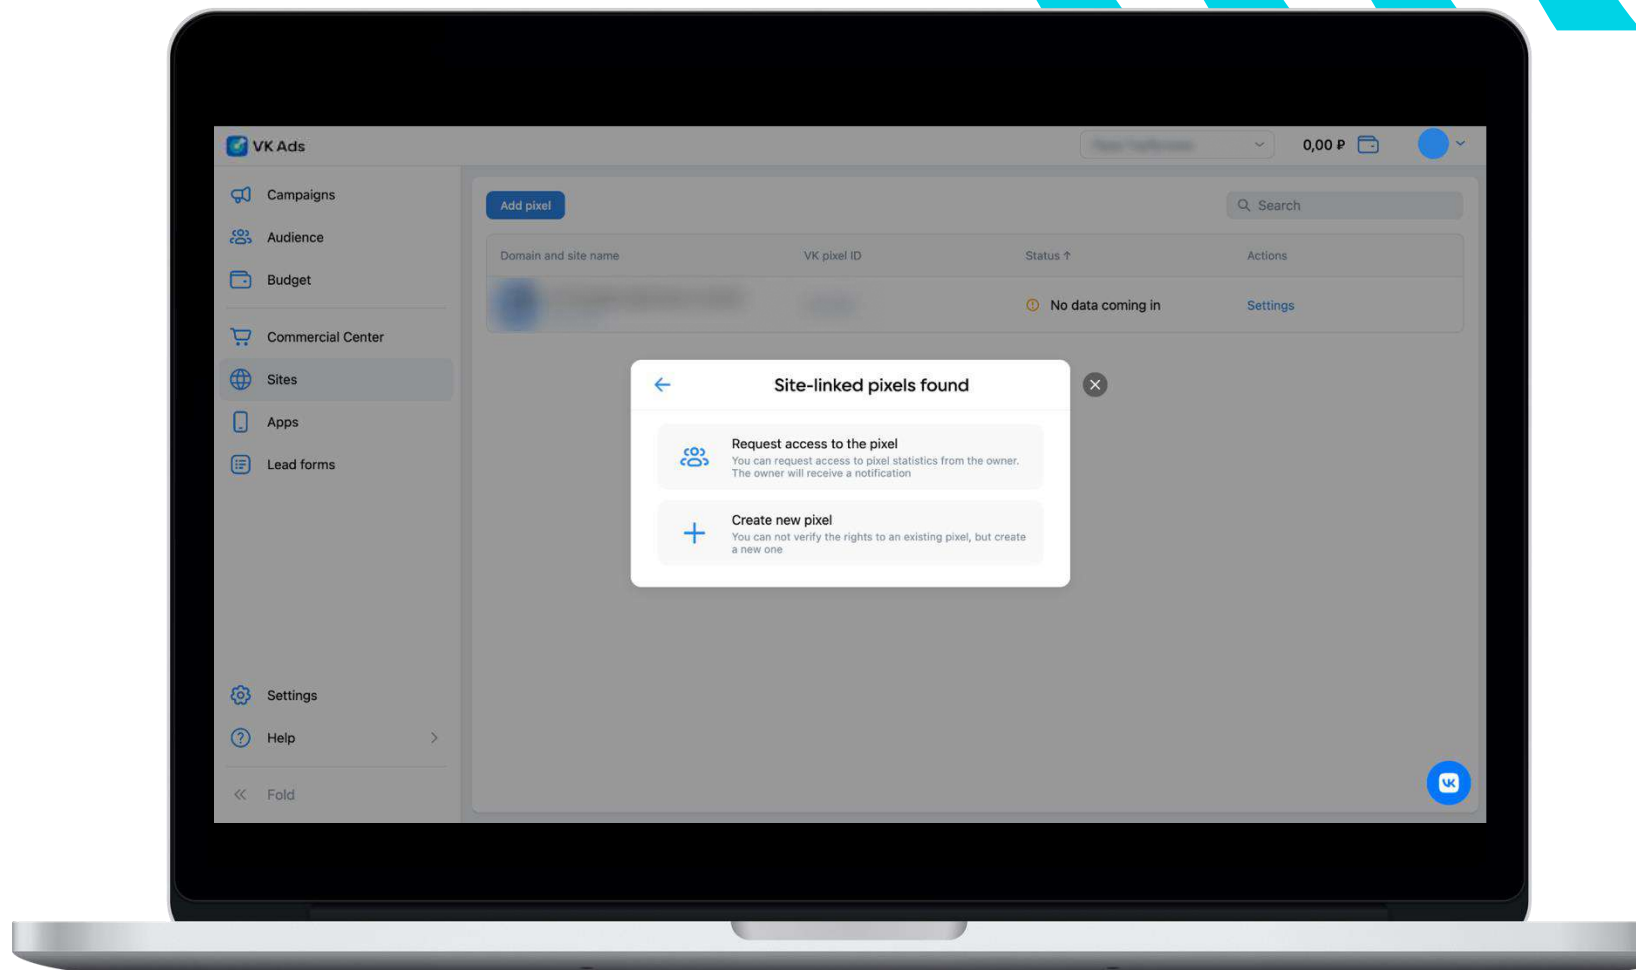 VK Ads
0,00 ₽
Campaigns
Audience
Budget
Commercial Center
Sites
Apps
Lead forms
Settings
Help
Fold
Add pixel
Search
Domain and site name
VK pixel ID
Status ↑
Actions
No data coming in
Settings
Site-linked pixels found
Request access to the pixel
You can request access to pixel statistics from the owner.
The owner will receive a notification
Create new pixel
You can not verify the rights to an existing pixel, but create
a new one